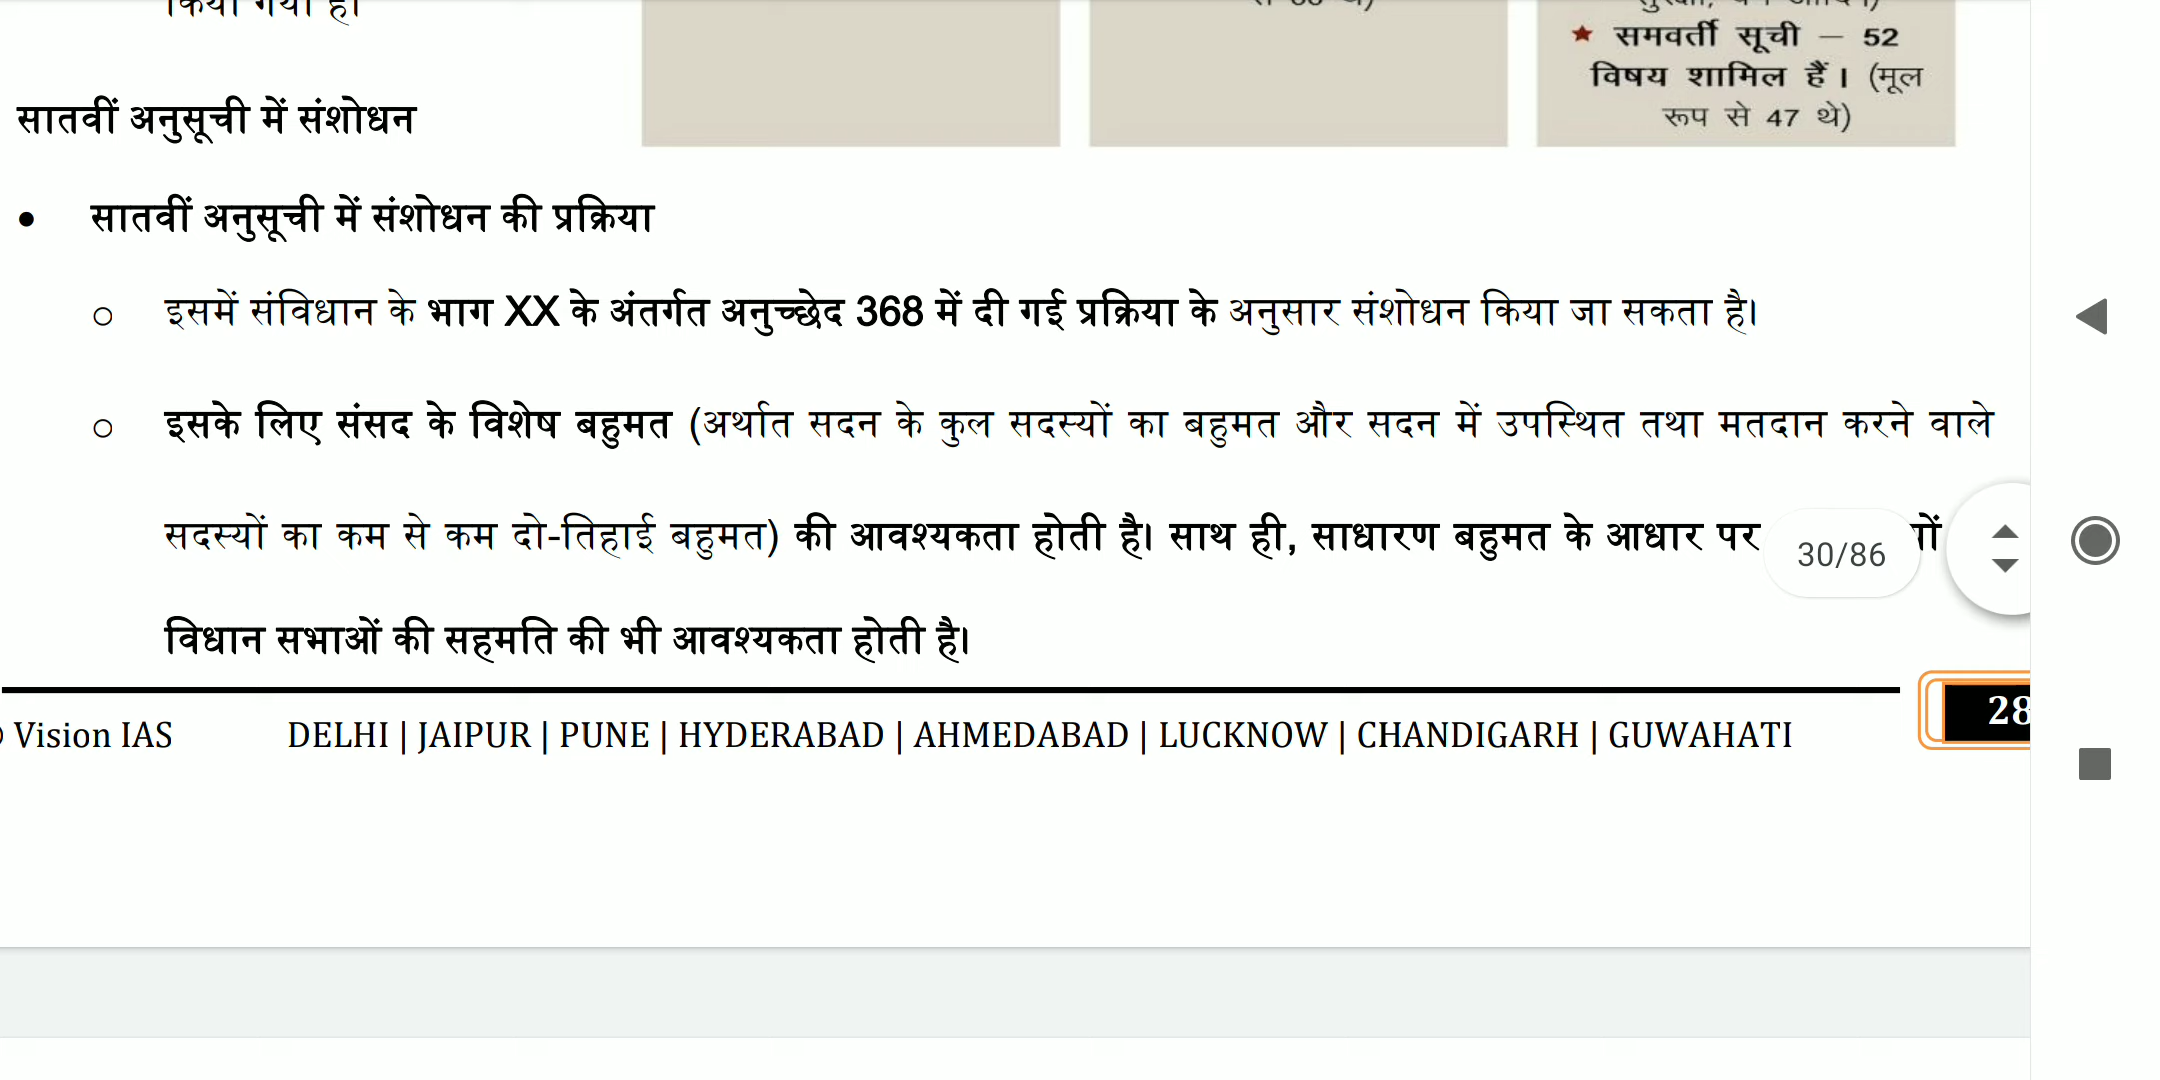 किया गया है।
★ समवर्ती सूची – 52
विषय शामिल हैं। (मूल
रूप से 47 थे)
सातवीं अनुसूची में संशोधन
• सातवीं अनुसूची में संशोधन की प्रक्रिया
○ इसमें संविधान के भाग XX के अंतर्गत अनुच्छेद 368 में दी गई प्रक्रिया के अनुसार संशोधन किया जा सकता है।
○ इसके लिए संसद के विशेष बहुमत (अर्थात सदन के कुल सदस्यों का बहुमत और सदन में उपस्थित तथा मतदान करने वाले
सदस्यों का कम से कम दो-तिहाई बहुमत) की आवश्यकता होती है। साथ ही, साधारण बहुमत के आधार पर
30/86
विधान सभाओं की सहमति की भी आवश्यकता होती है।
Vision IAS DELHI | JAIPUR | PUNE | HYDERABAD | AHMEDABAD | LUCKNOW | CHANDIGARH | GUWAHATI
28